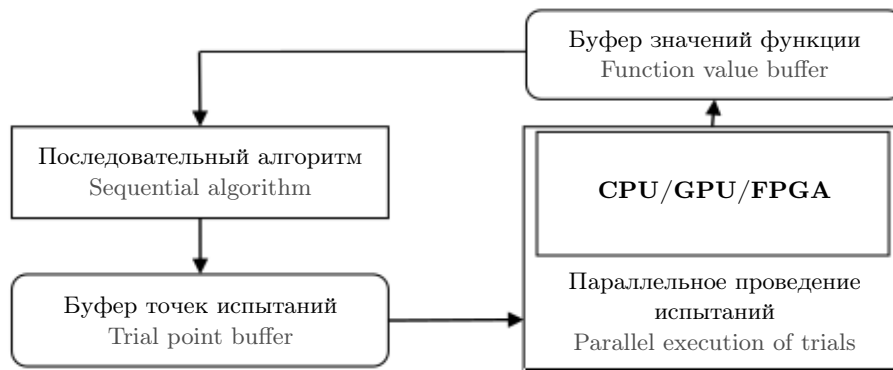 Буфер значений функции
Function value buffer
Последовательный алгоритм
Sequential algorithm
CPU/GPU/FPGA
Буфер точек испытаний
Trial point buffer
Параллельное проведение
испытаний
Parallel execution of trials